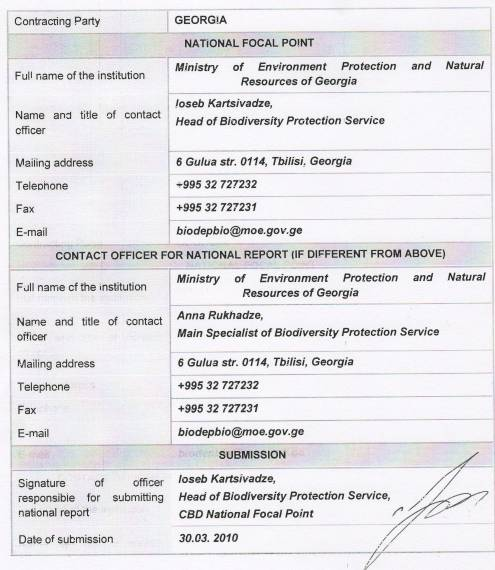 Contracting Party GEORGIA
NATIONAL FOCAL POINT
Full name of the institution Ministry of Environment Protection and Natural
Resources of Georgia
Name and title of contact
officer
Ioseb Kartsivadze,
Head of Biodiversity Protection Service
Mailing address 6 Gulua str. 0114, Tbilisi, Georgia
Telephone +995 32 727232
Fax +995 32 727231
E-mail biodepbio@moe.gov.ge
CONTACT OFFICER FOR NATIONAL REPORT (IF DIFFERENT FROM ABOVE)
Full name of the institution Ministry of Environment Protection and Natural
Resources of Georgia
Name and title of contact
officer
Anna Rukhadze,
Main Specialist of Biodiversity Protection Service
Mailing address 6 Gulua str. 0114, Tbilisi, Georgia
Telephone +995 32 727232
Fax +995 32 727231
E-mail biodepbio@moe.gov.ge
SUBMISSION
Signature of officer
responsible for submitting
national report
Ioseb Kartsivadze,
Head of Biodiversity Protection Service,
CBD National Focal Point
Date of submission 30.03. 2010